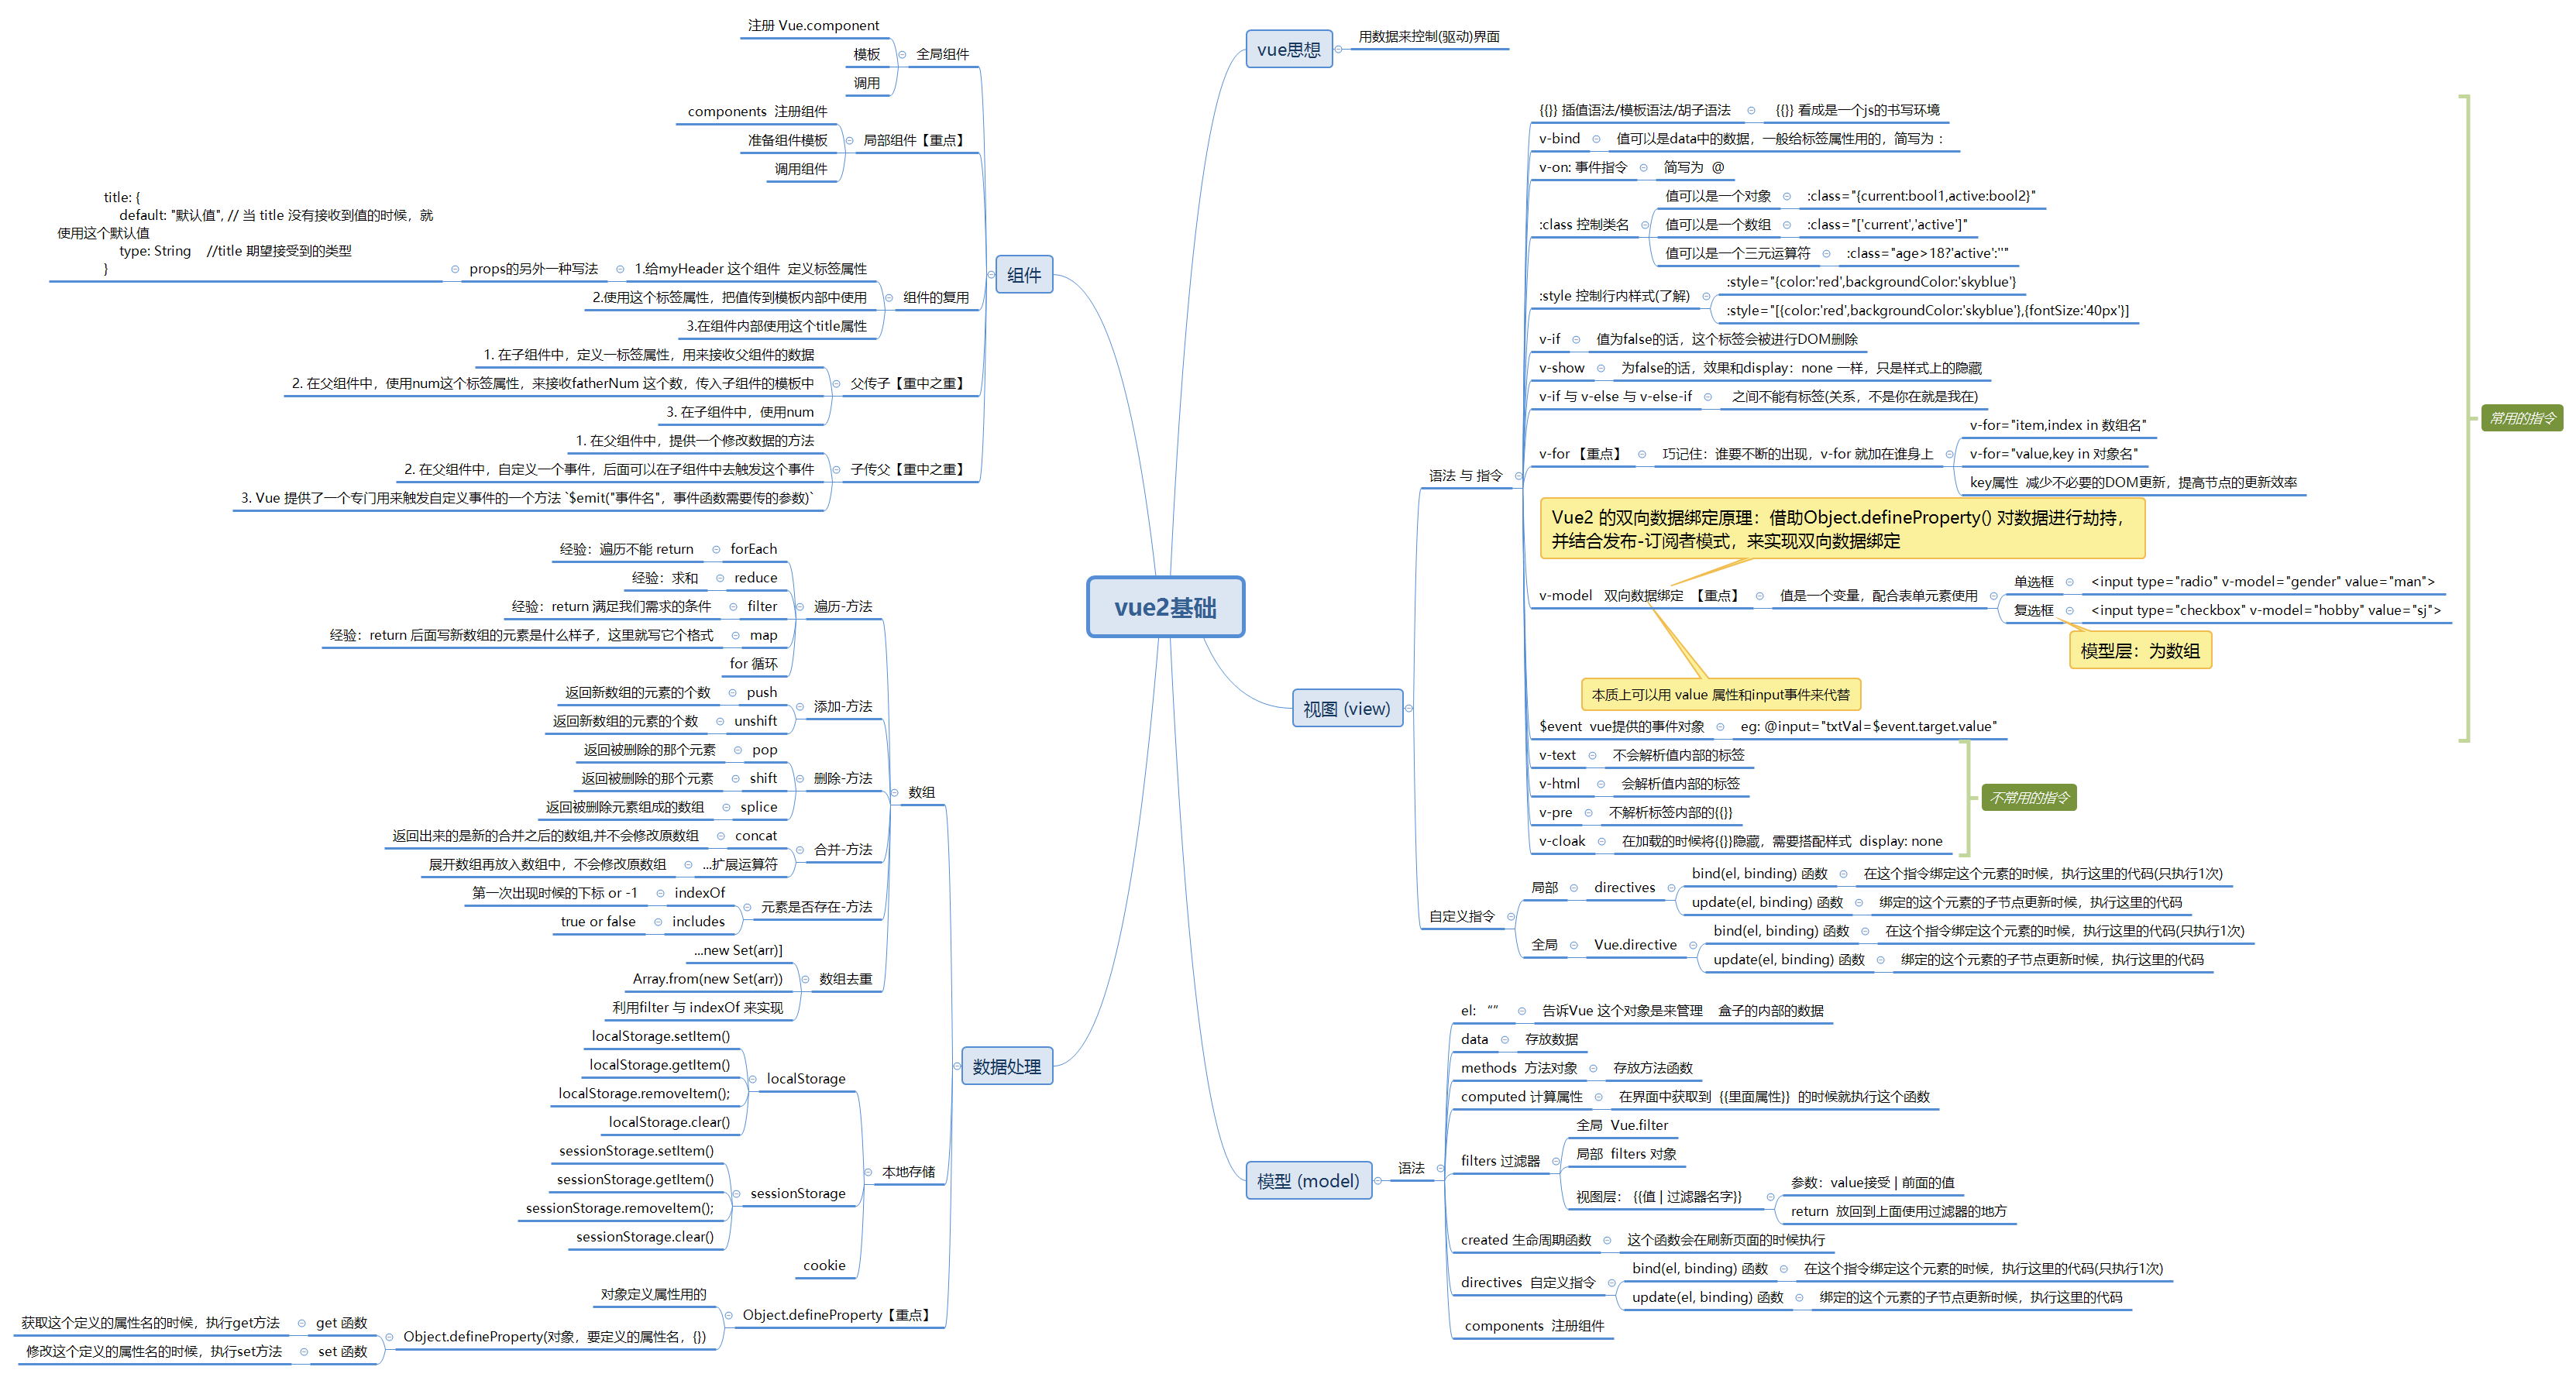 vue2基础
vue思想
用数据来控制(驱动)界面
视图 (view)
语法 与 指令
{{}} 插值语法/模板语法/胡子语法
{{}} 看成是一个js的书写环境
v-bind
值可以是data中的数据，一般给标签属性用的，简写为 :
v-on: 事件指令
简写为 @
:class 控制类名
值可以是一个对象
:class="{current:bool1,active:bool2}"
值可以是一个数组
:class="['current','active']"
值可以是一个三元运算符
:class="age>18?'active':''"
:style 控制行内样式(了解)
:style="{color:'red',backgroundColor:'skyblue'}
:style="[{color:'red',backgroundColor:'skyblue'},{fontSize:'40px'}]
v-if
值为false的话，这个标签会被进行DOM删除
v-show
为false的话，效果和display：none 一样，只是样式上的隐藏
v-if 与 v-else 与 v-else-if
之间不能有标签(关系，不是你在就是我在)
v-for 【重点】
巧记住：谁要不断的出现，v-for 就加在谁身上
v-for="item,index in 数组名"
v-for="value,key in 对象名"
key属性 减少不必要的DOM更新，提高节点的更新效率
Vue2 的双向数据绑定原理：借助Object.defineProperty() 对数据进行劫持，
并结合发布-订阅者模式，来实现双向数据绑定
v-model 双向数据绑定 【重点】
值是一个变量，配合表单元素使用
单选框
<input type="radio" v-model="gender" value="man">
复选框
<input type="checkbox" v-model="hobby" value="sj">
模型层：为数组
本质上可以用 value 属性和input事件来代替
$event vue提供的事件对象
eg: @input="txtVal=$event.target.value"
常用的指令
v-text
不会解析值内部的标签
v-html
会解析值内部的标签
v-pre
不解析标签内部的{{}}
v-cloak
在加载的时候将{{}}隐藏，需要搭配样式 display: none
不常用的指令
自定义指令
局部
directives
bind(el, binding) 函数
在这个指令绑定这个元素的时候，执行这里的代码(只执行1次)
update(el, binding) 函数
绑定的这个元素的子节点更新时候，执行这里的代码
全局
Vue.directive
bind(el, binding) 函数
在这个指令绑定这个元素的时候，执行这里的代码(只执行1次)
update(el, binding) 函数
绑定的这个元素的子节点更新时候，执行这里的代码
模型 (model)
语法
el: “”
告诉Vue 这个对象是来管理 盒子的内部的数据
data
存放数据
methods 方法对象
存放方法函数
computed 计算属性
在界面中获取到 {{里面属性}} 的时候就执行这个函数
filters 过滤器
全局 Vue.filter
局部 filters 对象
视图层： {{值 | 过滤器名字}}
参数：value接受 | 前面的值
return 放回到上面使用过滤器的地方
created 生命周期函数
这个函数会在刷新页面的时候执行
directives 自定义指令
bind(el, binding) 函数
在这个指令绑定这个元素的时候，执行这里的代码(只执行1次)
update(el, binding) 函数
绑定的这个元素的子节点更新时候，执行这里的代码
components 注册组件
组件
全局组件
注册 Vue.component
模板
调用
局部组件【重点】
components 注册组件
准备组件模板
调用组件
组件的复用
1.给myHeader 这个组件 定义标签属性
props的另外一种写法
title: {
default: "默认值", // 当 title 没有接收到值的时候，就
使用这个默认值
type: String //title 期望接受到的类型
}
2.使用这个标签属性，把值传到模板内部中使用
3.在组件内部使用这个title属性
父传子【重中之重】
1. 在子组件中，定义一标签属性，用来接收父组件的数据
2. 在父组件中，使用num这个标签属性，来接收fatherNum 这个数，传入子组件的模板中
3. 在子组件中，使用num
子传父【重中之重】
1. 在父组件中，提供一个修改数据的方法
2. 在父组件中，自定义一个事件，后面可以在子组件中去触发这个事件
3. Vue 提供了一个专门用来触发自定义事件的一个方法 `$emit("事件名"，事件函数需要传的参数)`
数据处理
数组
遍历-方法
forEach
经验：遍历不能 return
reduce
经验：求和
filter
经验：return 满足我们需求的条件
map
经验：return 后面写新数组的元素是什么样子，这里就写它个格式
for 循环
添加-方法
push
返回新数组的元素的个数
unshift
返回新数组的元素的个数
删除-方法
pop
返回被删除的那个元素
shift
返回被删除的那个元素
splice
返回被删除元素组成的数组
合并-方法
concat
返回出来的是新的合并之后的数组,并不会修改原数组
...扩展运算符
展开数组再放入数组中，不会修改原数组
元素是否存在-方法
indexOf
第一次出现时候的下标 or -1
includes
true or false
数组去重
...new Set(arr)]
Array.from(new Set(arr))
利用filter 与 indexOf 来实现
本地存储
localStorage
localStorage.setItem()
localStorage.getItem()
localStorage.removeItem();
localStorage.clear()
sessionStorage
sessionStorage.setItem()
sessionStorage.getItem()
sessionStorage.removeItem();
sessionStorage.clear()
cookie
Object.defineProperty【重点】
对象定义属性用的
Object.defineProperty(对象，要定义的属性名，{})
get 函数
获取这个定义的属性名的时候，执行get方法
set 函数
修改这个定义的属性名的时候，执行set方法